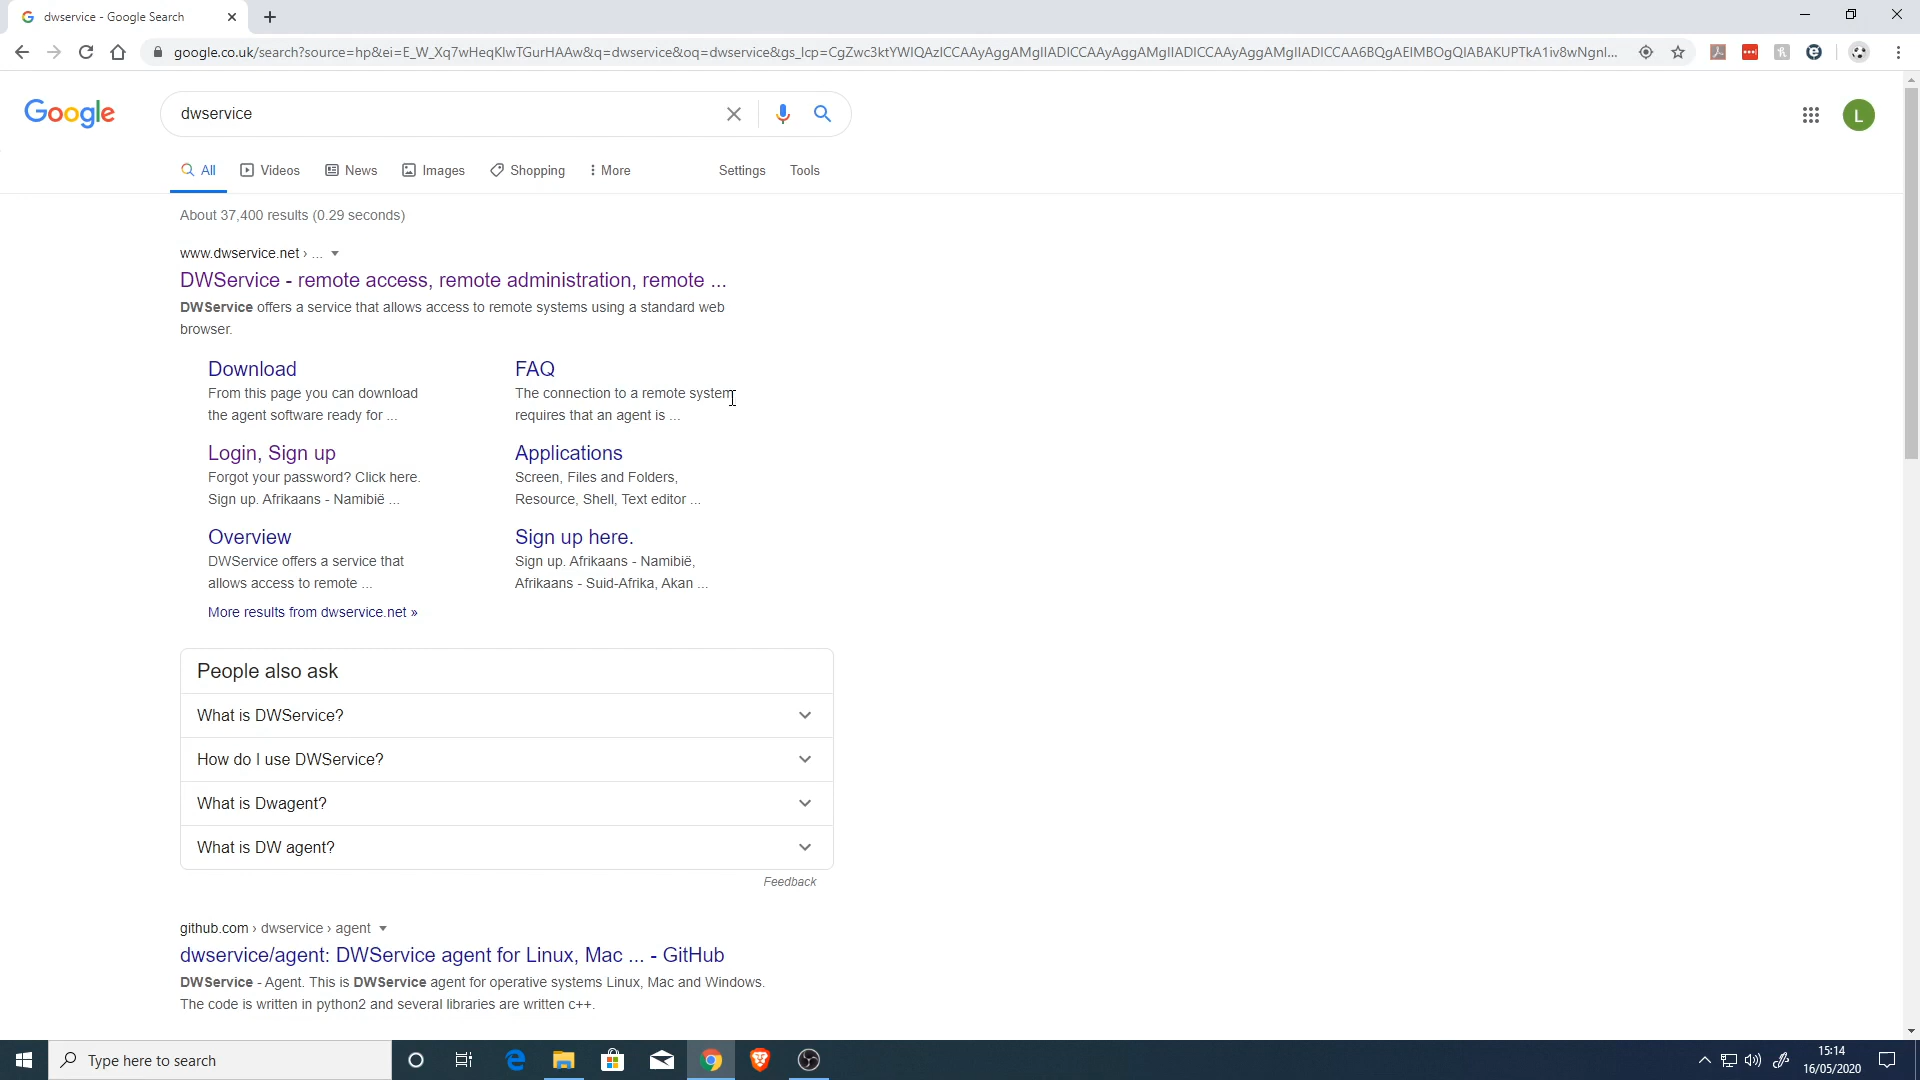 dwservice - Google Search
google.co.uk/search?source=hp&ei=E_W_Xq7wHeqKlwTGurHAAw&q=dwservice&oq=dwservice&gs_lcp=CgZwc3ktYWIQAzICCAAyAggAMgIIADICCAAyAggAMgIIADICCAAyAggAMgIIADICCAA6BQgAEIMBOgQIABAKUPTkA1iv8wNgnl...
Google
dwservice
L
All
Videos
News
Images
Shopping
More
Settings
Tools
About 37,400 results (0.29 seconds)
www.dwservice.net › ...
DWService - remote access, remote administration, remote ...
DWService offers a service that allows access to remote systems using a standard web
browser.
Download
From this page you can download
the agent software ready for ...
FAQ
The connection to a remote system
requires that an agent is ...
Login, Sign up
Forgot your password? Click here.
Sign up. Afrikaans - Namibië ...
Applications
Screen, Files and Folders,
Resource, Shell, Text editor ...
Overview
DWService offers a service that
allows access to remote ...
Sign up here.
Sign up. Afrikaans - Namibië,
Afrikaans - Suid-Afrika, Akan ...
More results from dwservice.net »
People also ask
What is DWService?
How do I use DWService?
What is Dwagent?
What is DW agent?
Feedback
github.com › dwservice › agent
dwservice/agent: DWService agent for Linux, Mac ... - GitHub
DWService - Agent. This is DWService agent for operative systems Linux, Mac and Windows.
The code is written in python2 and several libraries are written c++.
Type here to search
15:14
16/05/2020